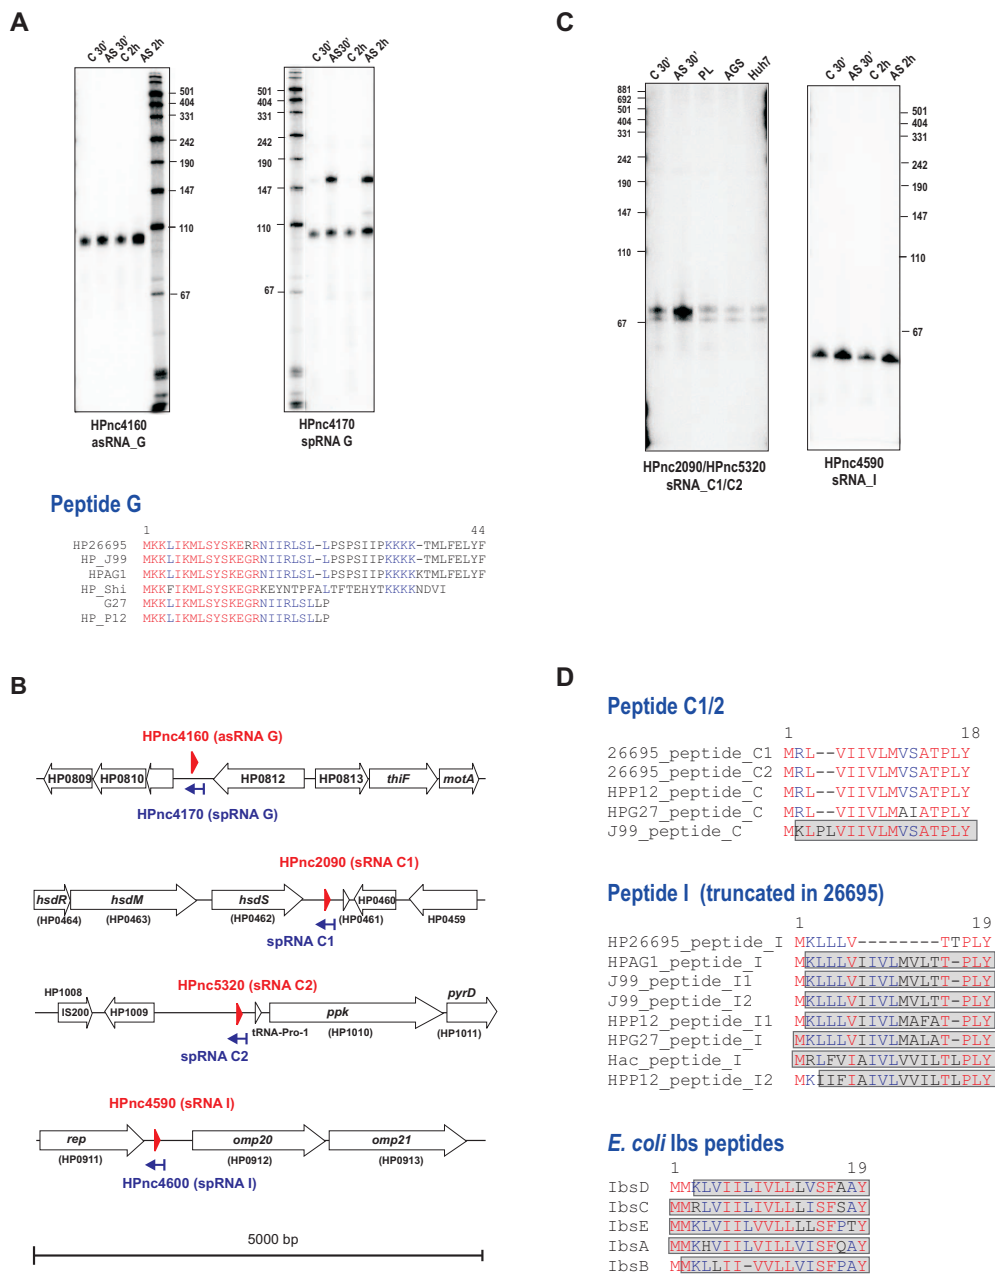 A
C 30'
AS 30'
C 2h
AS 2h
501
404
331
242
190
147
110
67
HPnc4160
asRNA_G
C 30'
AS30'
C 2h
AS 2h
501
404
331
242
190
147
110
67
HPnc4170
spRNA G
Peptide G
1 44
HP26695 MKKLIKMLSYSKERRNIIRLSL-LPSPSIIPKKKK-TMLFELYF
HP_J99 MKKLIKMLSYSKEGRNIIRLSL-LPSPSIIPKKKK-TMLFELYF
HPAG1 MKKLIKMLSYSKEGRNIIRLSL-LPSPSIIPKKKKKTMLFELYF
HP_Shi MKKFIKMLSYSKEGRKEYNTPFALTFTEHYTKKKKNDVI
G27 MKKLIKMLSYSKEGRNIIRLSLLP
HP_P12 MKKLIKMLSYSKEGRNIIRLSLLP
B
HPnc4160 (asRNA G)
HP0809 HP0810 HP0812 HP0813 thiF motA
HPnc4170 (spRNA G)
HPnc2090 (sRNA C1)
hsdR hsdM hsdS HP0460
(HP0464) (HP0463) (HP0462) (HP0461) HP0459
spRNA C1
HPnc5320 (sRNA C2)
HP1008 pyrD
IS200 HP1009 ppk
tRNA-Pro-1 (HP1010) (HP1011)
spRNA C2
HPnc4590 (sRNA I)
rep omp20 omp21
(HP0911) (HP0912) (HP0913)
HPnc4600 (spRNA I)
5000 bp
C
C 30'
AS 30'
PL
AGS
Huh7
881
692
501
404
331
242
190
147
110
67
HPnc2090/HPnc5320
sRNA_C1/C2
C 30'
AS 30'
C 2h
AS 2h
501
404
331
242
190
147
110
67
HPnc4590
sRNA_I
D
Peptide C1/2
1 18
26695_peptide_C1 MRL--VIIVLMVSATPLY
26695_peptide_C2 MRL--VIIVLMVSATPLY
HPP12_peptide_C MRL--VIIVLMVSATPLY
HPG27_peptide_C MRL--VIIVLMAIATPLY
J99_peptide_C MKLPLVIIVLMVSATPLY
Peptide I (truncated in 26695)
1 19
HP26695_peptide_I MKLLLV--------TTPLY
HPAG1_peptide_I MKLLLVIIVLMVLTT-PLY
J99_peptide_I1 MKLLLVIIVLMVLTT-PLY
J99_peptide_I2 MKLLLVIIVLMVLTT-PLY
HPP12_peptide_I1 MKLLLVIIVLMAFAT-PLY
HPG27_peptide_I MKLLLVIIVLMALAT-PLY
Hac_peptide_I MRLFVIAIVLVVILTLPLY
HPP12_peptide_I2 MKIIFIAIVLVVILTLPLY
E. coli Ibs peptides
1 19
IbsD MMKLVIILIVLLLVSFAAY
IbsC MMRLVIILIVLLLISFSAY
IbsE MMKLVIILVVLLLLSFPTY
IbsA MMKHVIILVILLVISFQAY
IbsB MMKLLII-VVLLVISFPAY